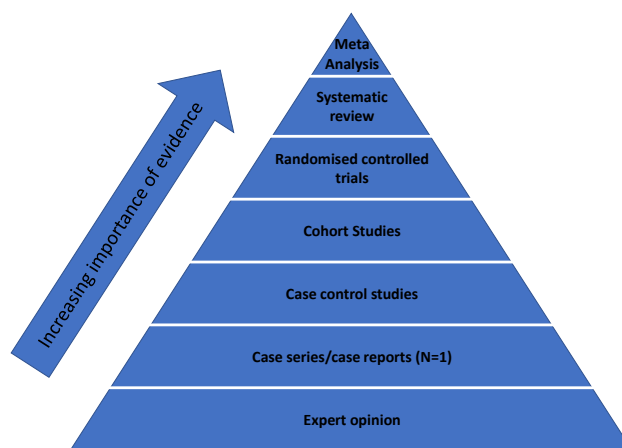 Meta
Analysis
Systematic
review
Randomised controlled
trials
Cohort Studies
Case control studies
Case series/case reports (N=1)
Expert opinion
Increasing importance of evidence